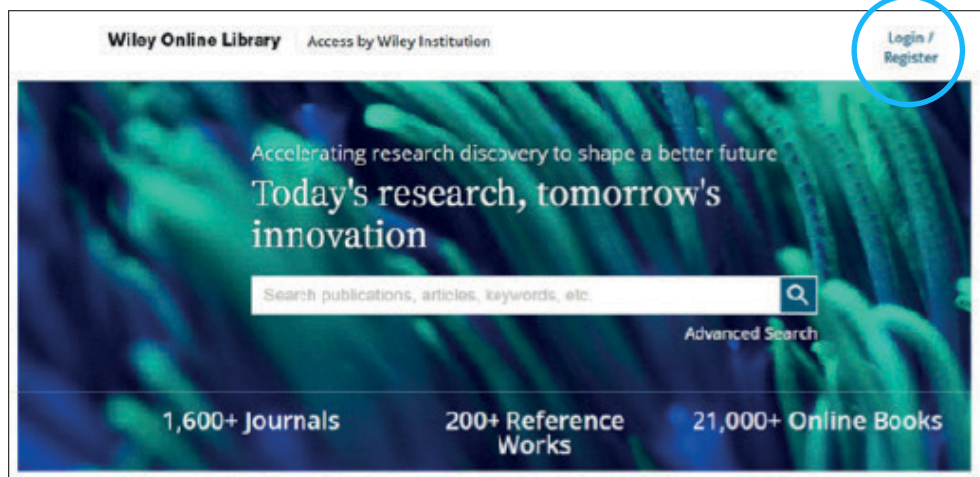 Wiley Online Library Access by Wiley Institution
Login /
Register
Accelerating research discovery to shape a better future
Today's research, tomorrow's
innovation
Search publications, articles, keywords, etc.
Advanced Search
1,600+ Journals
200+ Reference
Works
21,000+ Online Books